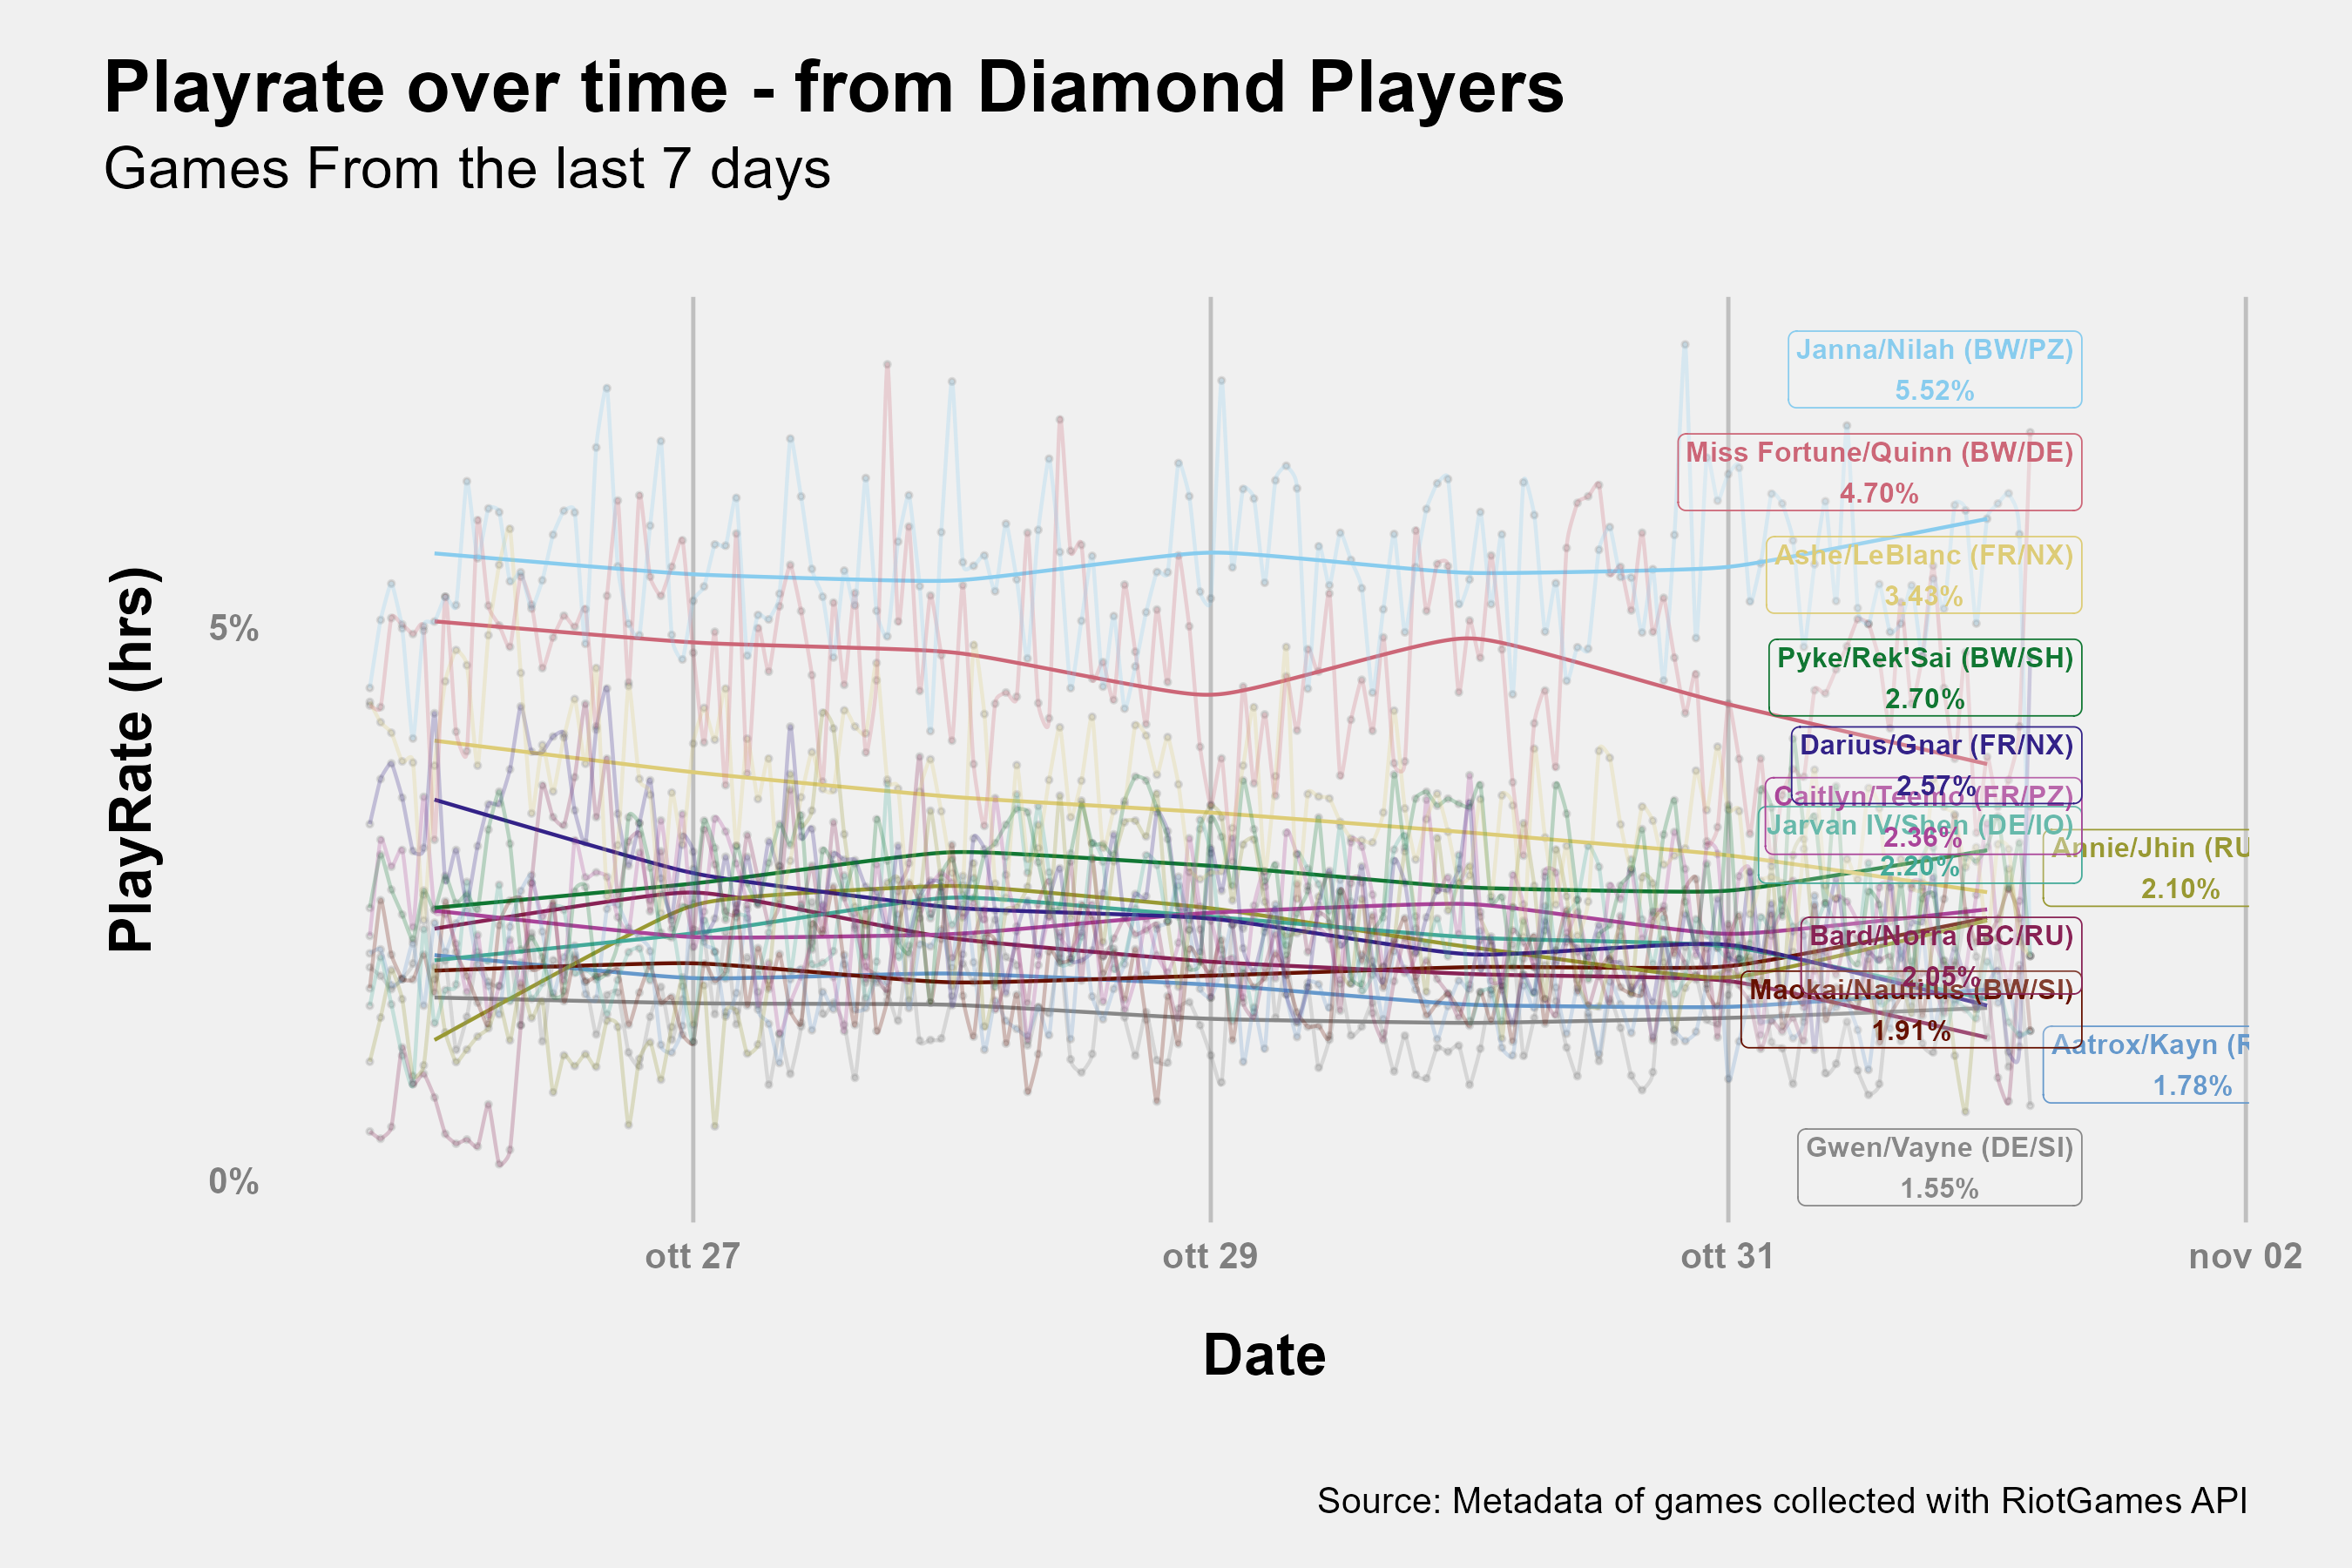 Playrate over time - from Diamond Players
Games From the last 7 days
PlayRate (hrs)
5%
0%
Janna/Nilah (BW/PZ)
5.52%
Miss Fortune/Quinn (BW/DE)
4.70%
Ashe/LeBlanc (FR/NX)
3.43%
Pyke/Rek'Sai (BW/SH)
2.70%
Darius/Gnar (FR/NX)
2.57%
Caitlyn/Teemo (FR/PZ)
2.36%
Jarvan IV/Shen (DE/IO)
2.20%
Annie/Jhin (RU
2.10%
Bard/Norra (BC/RU)
2.05%
Maokai/Nautilus (BW/SI)
1.91%
Aatrox/Kayn (R
1.78%
Gwen/Vayne (DE/SI)
1.55%
ott 27
ott 29
ott 31
nov 02
Date
Source: Metadata of games collected with RiotGames API